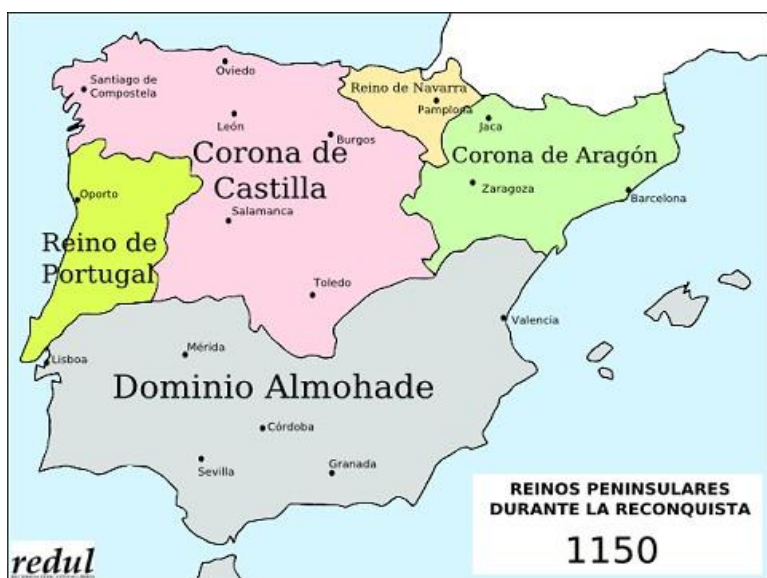 Oviedo
Santiago de
Compostela
Reino de Navarra
Pamplona
León
Jaca
Burgos
Corona de
Castilla
Corona de Aragón
Zaragoza
Oporto
Barcelona
Salamanca
Reino de
Portugal
Toledo
Valencia
Lisboa
Mérida
Dominio Almohade
Córdoba
Sevilla
Granada
REINOS PENINSULARES
DURANTE LA RECONQUISTA
1150
redul